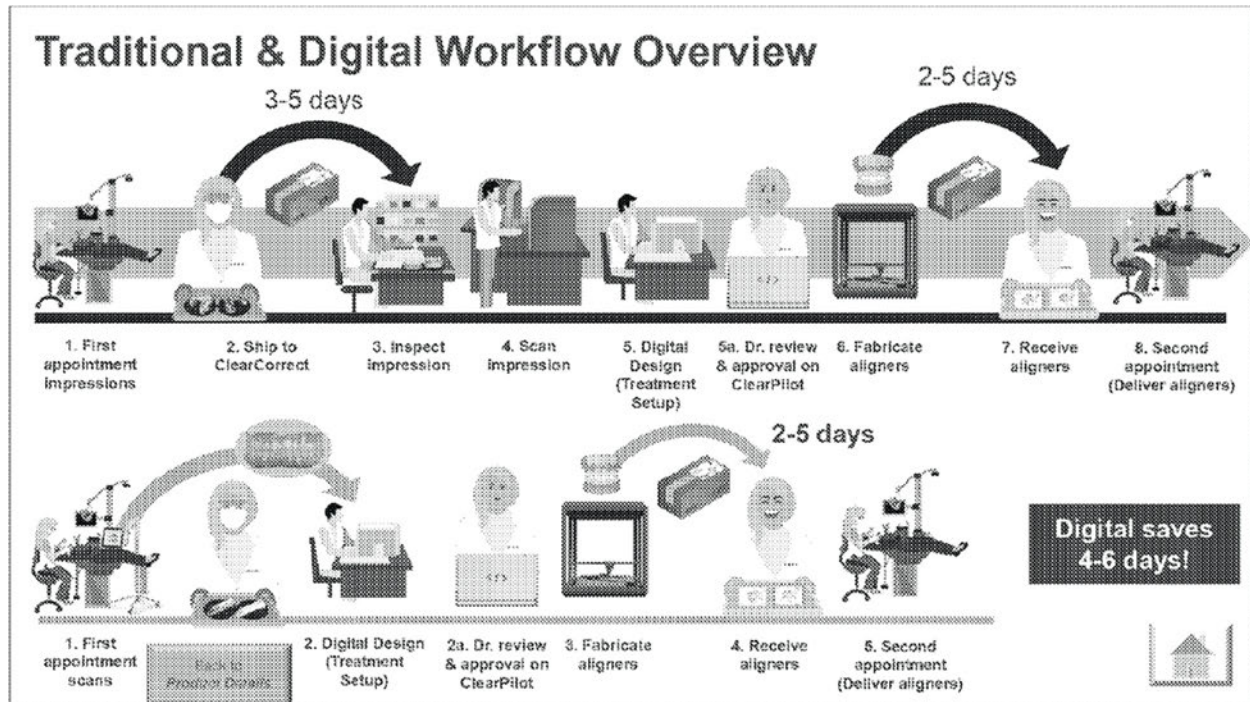 Traditional & Digital Workflow Overview
3-5 days
2-5 days
1. First
appointment
impressions
2. Ship to
ClearCorrect
3. Inspect
impression
4. Scan
impression
5. Digital
Design
(Treatment
Setup)
5a. Dr. review
& approval on
ClearPilot
6. Fabricate
aligners
7. Receive
aligners
8. Second
appointment
(Deliver aligners)
2-5 days
Digital saves
4-6 days!
1. First
appointment
scans
Back to
Product Details
2. Digital Design
(Treatment
Setup)
2a. Dr. review
& approval on
ClearPilot
3. Fabricate
aligners
4. Receive
aligners
5. Second
appointment
(Deliver aligners)